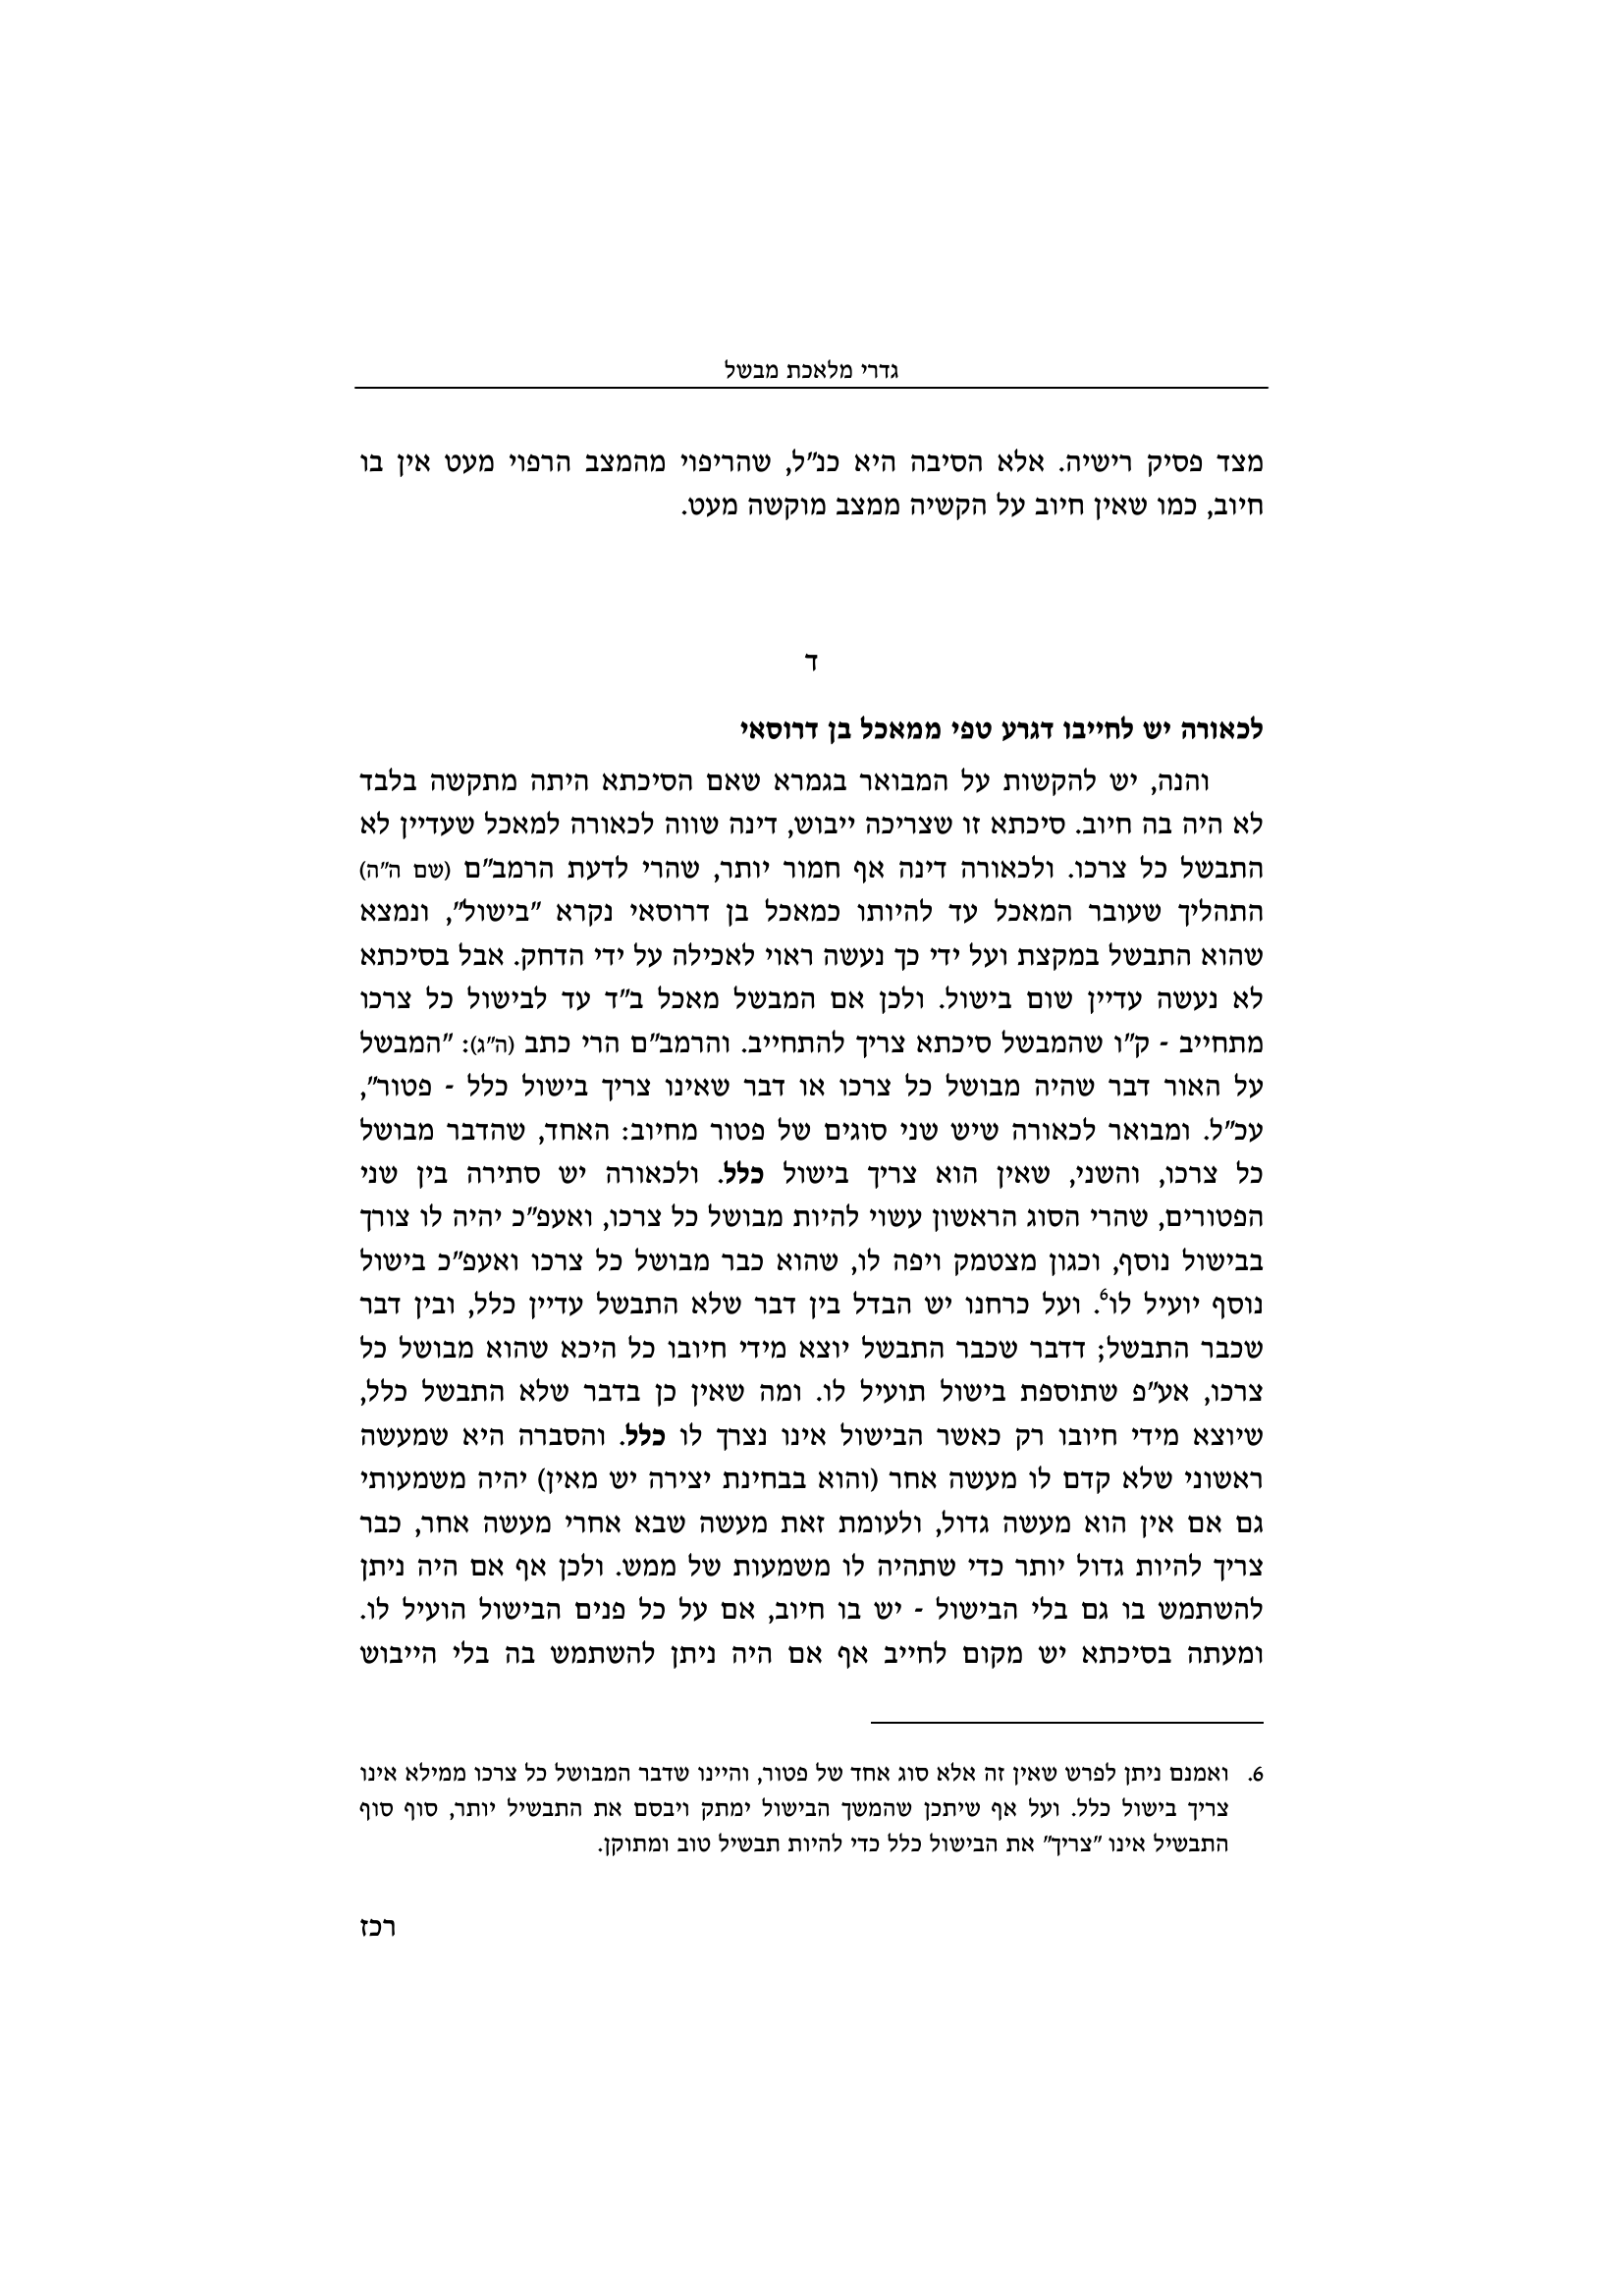 גדרי מלאכת מבשל
מצד פסיק רישיה. אלא הסיבה היא כנ"ל, שהריפוי מהמצב הרפוי מעט אין בו
חיוב, כמו שאין חיוב על הקשיה ממצב מוקשה מעט.
ד
לכאורה יש לחייבו דגרע טפי ממאכל בן דרוסאי
והנה, יש להקשות על המבואר בגמרא שאם הסיכתא היתה מתקשה בלבד
לא היה בה חיוב. סיכתא זו שצריכה ייבוש, דינה שווה לכאורה למאכל שעדיין לא
התבשל כל צרכו. ולכאורה דינה אף חמור יותר, שהרי לדעת הרמב"ם (שם ה"ה)
התהליך שעובר המאכל עד להיותו כמאכל בן דרוסאי נקרא "בישול", ונמצא
שהוא התבשל במקצת ועל ידי כך נעשה ראוי לאכילה על ידי הדחק. אבל בסיכתא
לא נעשה עדיין שום בישול. ולכן אם המבשל מאכל ב"ד עד לבישול כל צרכו
מתחייב - ק"ו שהמבשל סיכתא צריך להתחייב. והרמב"ם הרי כתב (ה"ג): "המבשל
על האור דבר שהיה מבושל כל צרכו או דבר שאינו צריך בישול כלל - פטור",
עכ"ל. ומבואר לכאורה שיש שני סוגים של פטור מחיוב: האחד, שהדבר מבושל
כל צרכו, והשני, שאין הוא צריך בישול כלל. ולכאורה יש סתירה בין שני
הפטורים, שהרי הסוג הראשון עשוי להיות מבושל כל צרכו, ואעפ"כ יהיה לו צורך
בבישול נוסף, וכגון מצטמק ויפה לו, שהוא כבר מבושל כל צרכו ואעפ"כ בישול
נוסף יועיל לו6. ועל כרחנו יש הבדל בין דבר שלא התבשל עדיין כלל, ובין דבר
שכבר התבשל; דדבר שכבר התבשל יוצא מידי חיובו כל היכא שהוא מבושל כל
צרכו, אע"פ שתוספת בישול תועיל לו. ומה שאין כן בדבר שלא התבשל כלל,
שיוצא מידי חיובו רק כאשר הבישול אינו נצרך לו כלל. והסברה היא שמעשה
ראשוני שלא קדם לו מעשה אחר (והוא בבחינת יצירה יש מאין) יהיה משמעותי
גם אם אין הוא מעשה גדול, ולעומת זאת מעשה שבא אחרי מעשה אחר, כבר
צריך להיות גדול יותר כדי שתהיה לו משמעות של ממש. ולכן אף אם היה ניתן
להשתמש בו גם בלי הבישול - יש בו חיוב, אם על כל פנים הבישול הועיל לו.
ומעתה בסיכתא יש מקום לחייב אף אם היה ניתן להשתמש בה בלי הייבוש
6. ואמנם ניתן לפרש שאין זה אלא סוג אחד של פטור, והיינו שדבר המבושל כל צרכו ממילא אינו
צריך בישול כלל. ועל אף שיתכן שהמשך הבישול ימתק ויבסם את התבשיל יותר, סוף סוף
התבשיל אינו "צריך" את הבישול כלל כדי להיות תבשיל טוב ומתוקן.
רכז